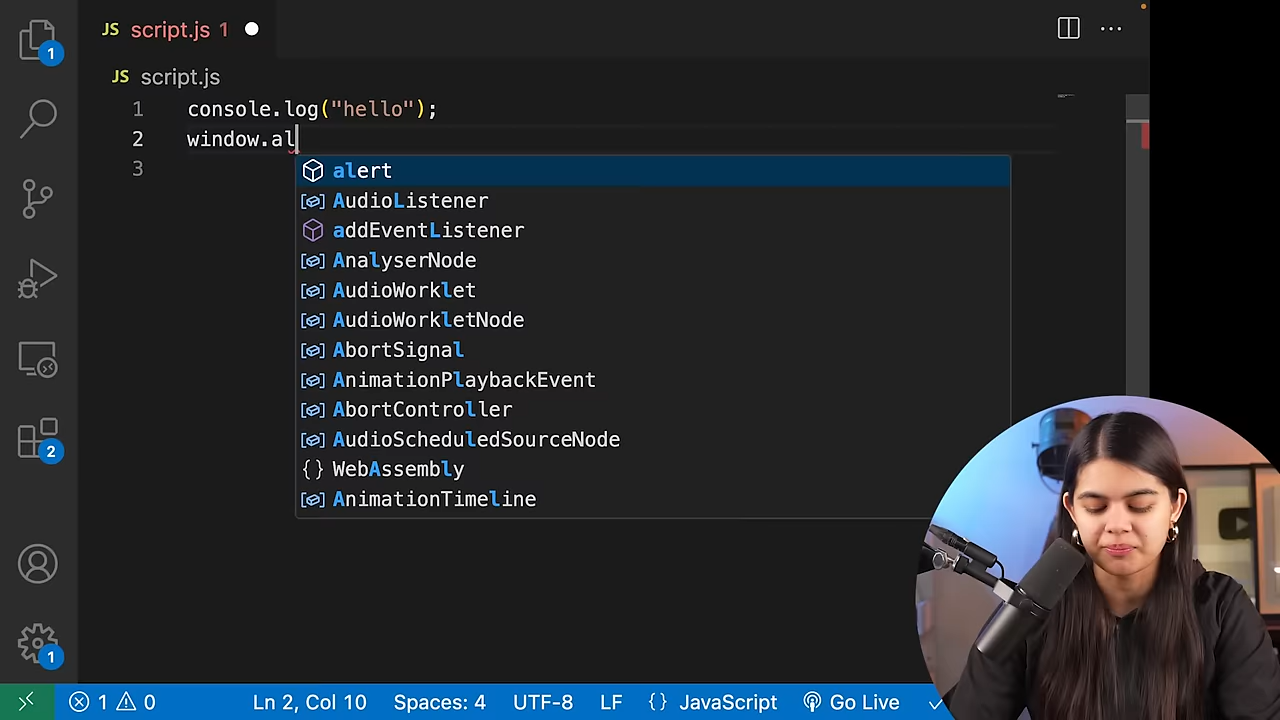 1
JS script.js 1
JS script.js
1 console.log("hello");
2 window.al
3
alert
AudioListener
addEventListener
AnalyserNode
AudioWorklet
AudioWorkletNode
AbortSignal
AnimationPlaybackEvent
AbortController
AudioScheduledSourceNode
{} WebAssembly
AnimationTimeline
2
1
1 0 Ln 2, Col 10 Spaces: 4 UTF-8 LF {} JavaScript Go Live